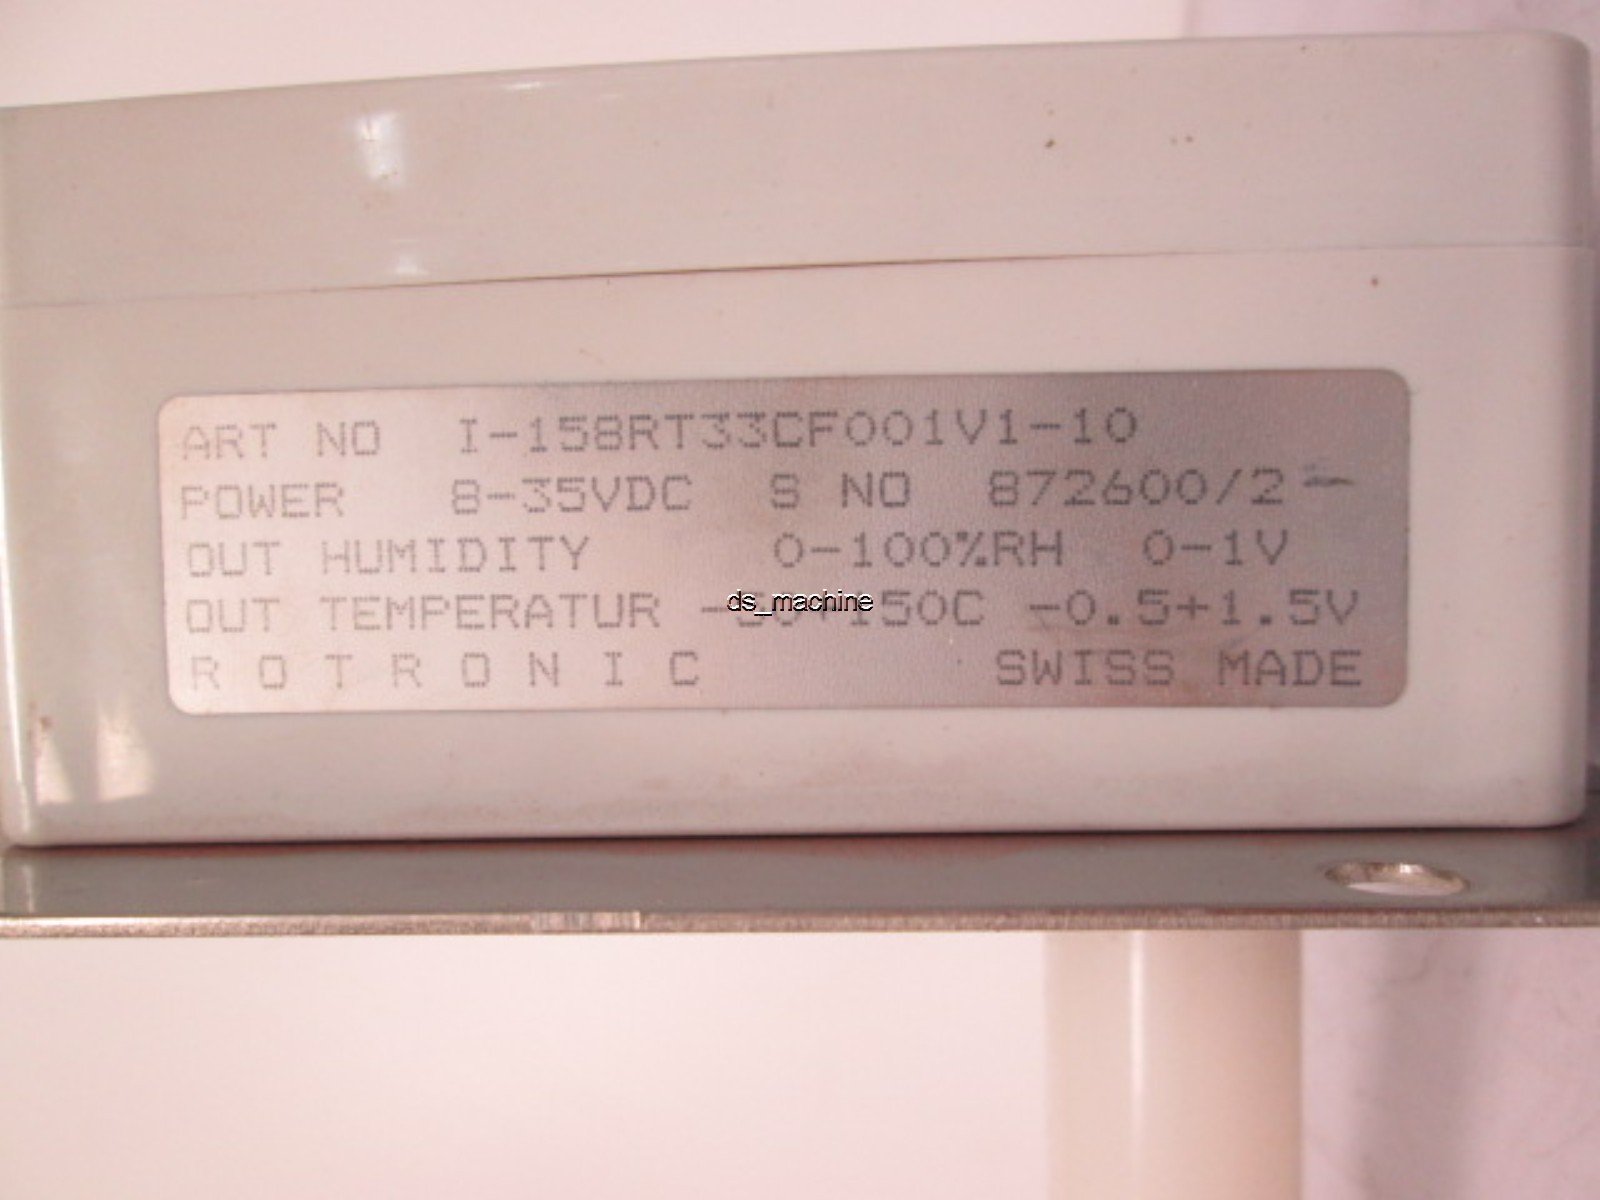 ART NO I-158RT33CF001V1-10
POWER 8-35VDC S NO 872600/2
OUT HUMIDITY 0-100%RH 0-1V
OUT TEMPERATUR -50+150C -0.5+1.5V
ds_machine
R O T R O N I C SWISS MADE